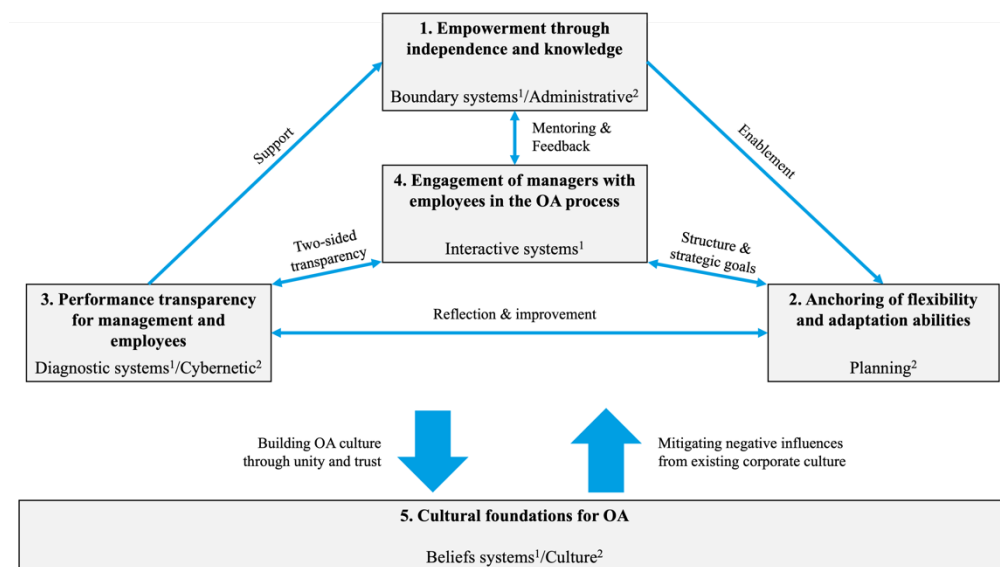 1. Empowerment through
independence and knowledge
Boundary systems¹/Administrative²
Support
Mentoring &
Feedback
Enablement
4. Engagement of managers with
employees in the OA process
Interactive systems¹
Two-sided
transparency
Structure &
strategic goals
3. Performance transparency
for management and
employees
Diagnostic systems¹/Cybernetic²
Reflection & improvement
2. Anchoring of flexibility
and adaptation abilities
Planning²
Building OA culture
through unity and trust
Mitigating negative influences
from existing corporate culture
5. Cultural foundations for OA
Beliefs systems¹/Culture²